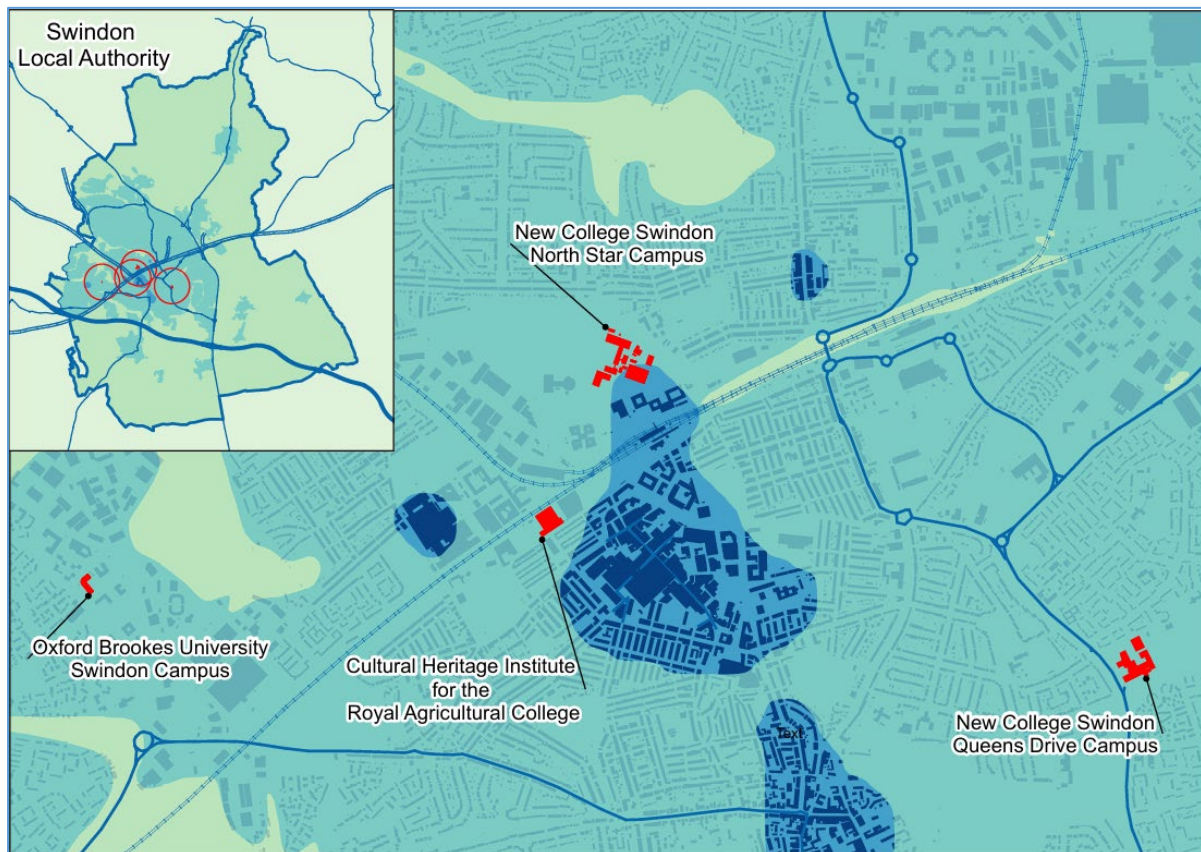 Swindon
Local Authority
New College Swindon
North Star Campus
Oxford Brookes University
Swindon Campus
Cultural Heritage Institute
for the
Royal Agricultural College
New College Swindon
Queens Drive Campus
Text